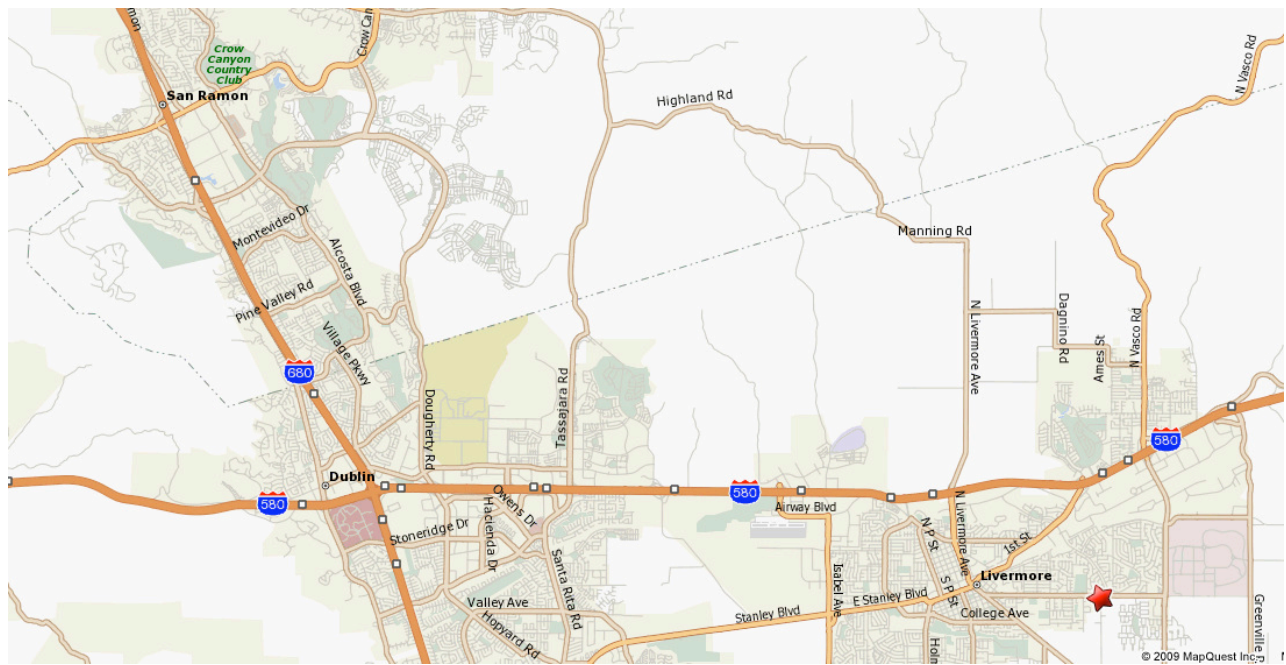 Crow
Canyon
Country
Club
Crow Can
San Ramon
Highland Rd
N Vasco Rd
Montevideo Dr
Alcosta Blvd
Manning Rd
Pine Valley Rd
Village Pkwy
N Livermore Ave
Dagnino Rd
Ames St
N Vasco Rd
680
Dougherty Rd
Tassajara Rd
580
Dublin
580
580
Owens Dr
Hacienda Dr
Stoneridge Dr
Airway Blvd
N P St
N Livermore Ave
1st St
Santa Rita Rd
Isabel Ave
Livermore
Valley Ave
Hopyard Rd
Stanley Blvd
E Stanley Blvd
S P St
College Ave
Holm
Greenville
© 2009 MapQuest Inc.